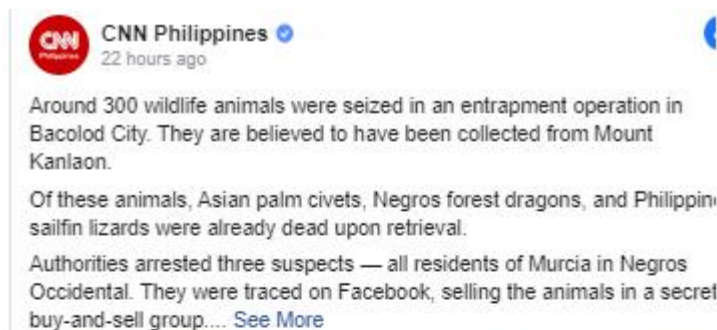 CNN
Philippines
CNN Philippines
22 hours ago
Around 300 wildlife animals were seized in an entrapment operation in
Bacolod City. They are believed to have been collected from Mount
Kanlaon.
Of these animals, Asian palm civets, Negros forest dragons, and Philippin
sailfin lizards were already dead upon retrieval.
Authorities arrested three suspects — all residents of Murcia in Negros
Occidental. They were traced on Facebook, selling the animals in a secret
buy-and-sell group.... See More